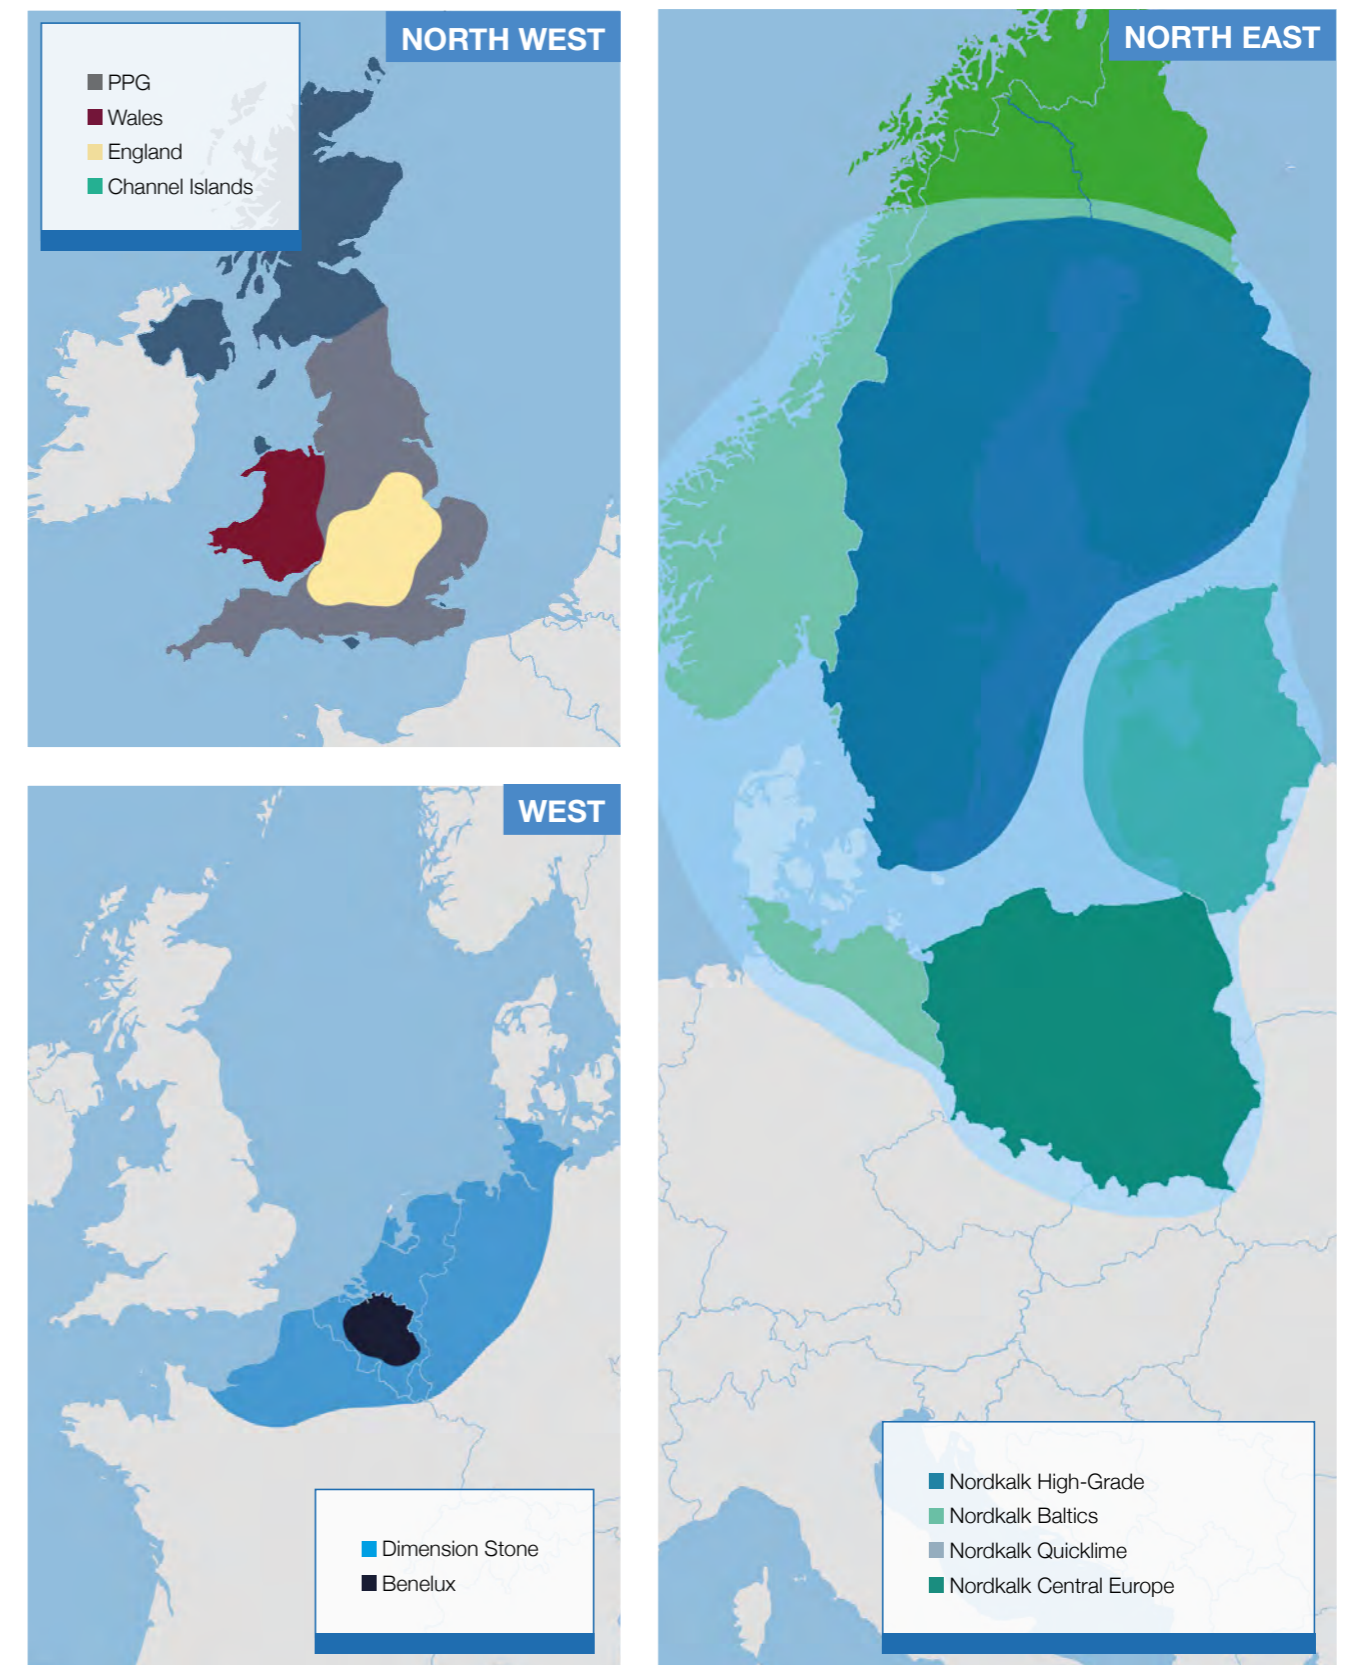 NORTH WEST
PPG
Wales
England
Channel Islands
WEST
Dimension Stone
Benelux
NORTH EAST
Nordkalk High-Grade
Nordkalk Baltics
Nordkalk Quicklime
Nordkalk Central Europe